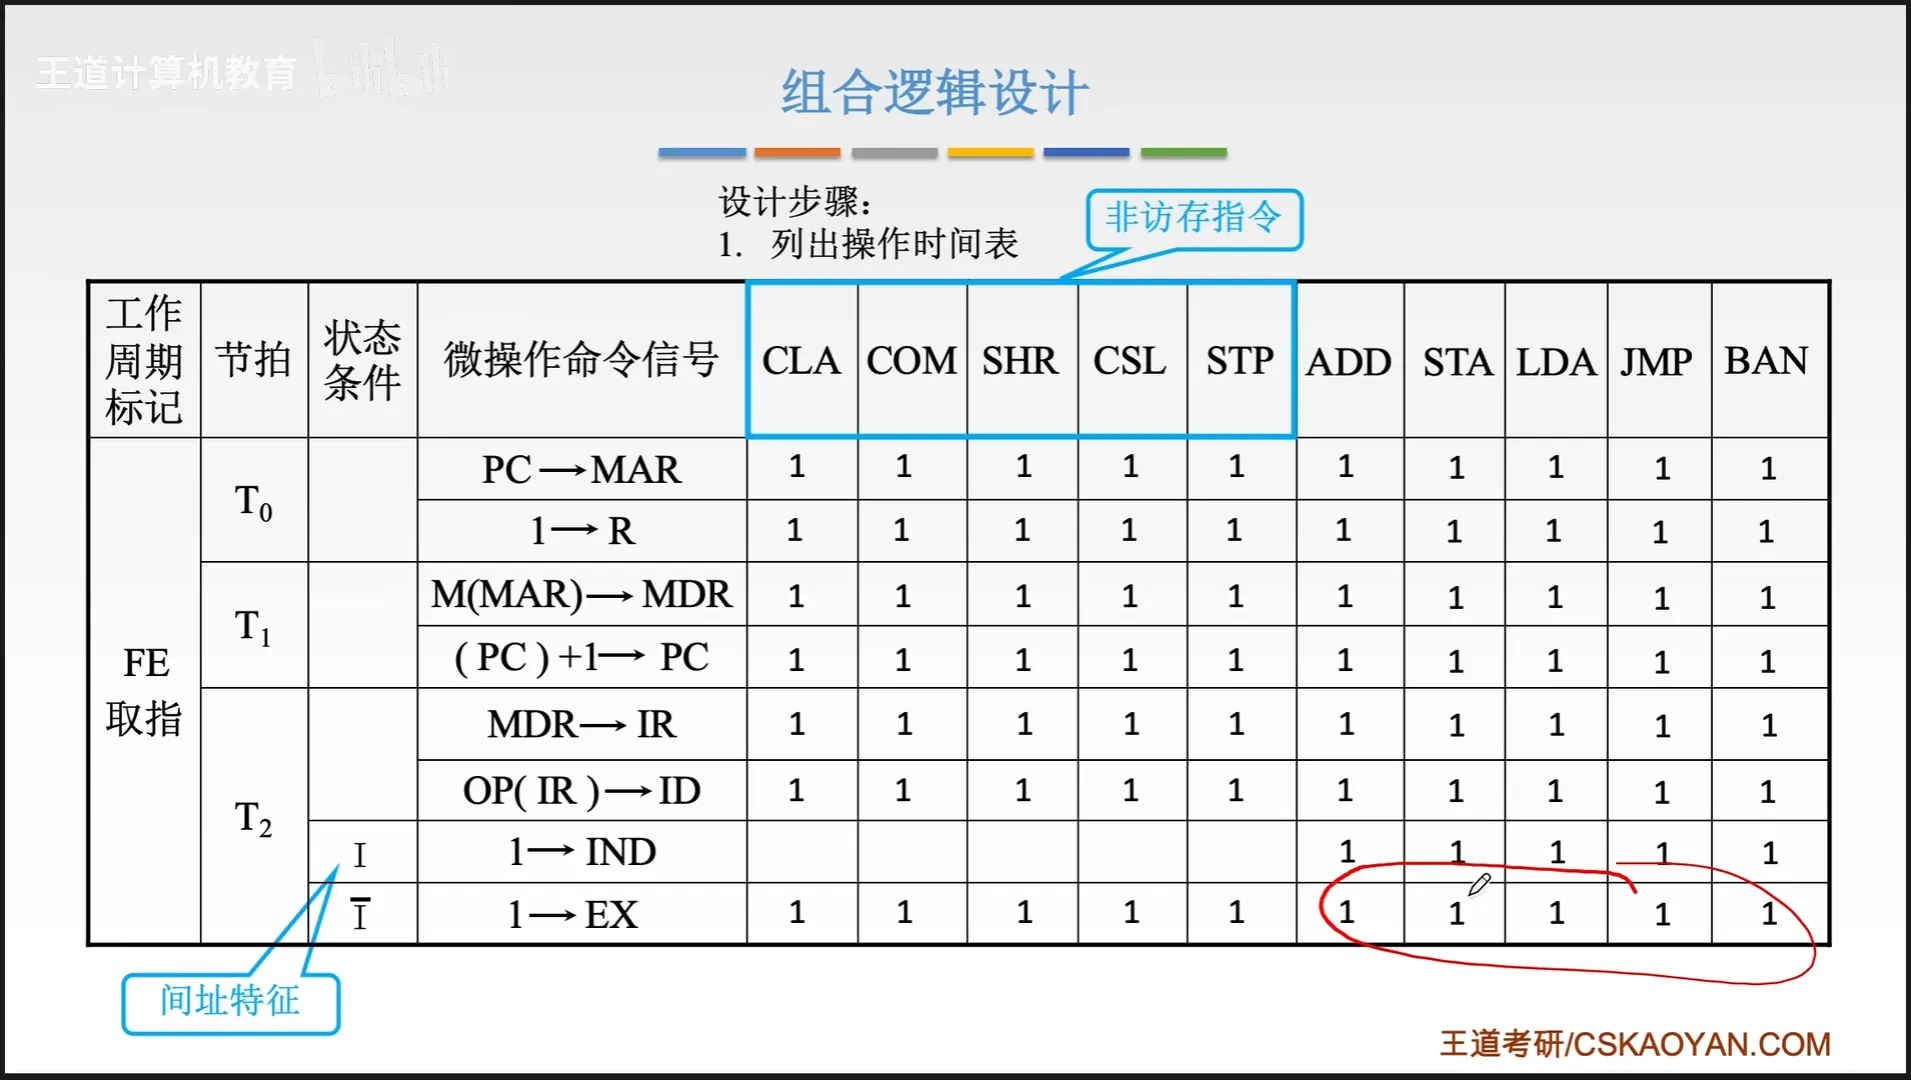 王道计算机教育
组合逻辑设计
设计步骤：
1. 列出操作时间表
非访存指令
工作周期标记 节拍 状态条件 微操作命令信号 CLA COM SHR CSL STP ADD STA LDA JMP BAN
FE 取指
T0 PC→MAR 1 1 1 1 1 1 1 1 1 1
1→R 1 1 1 1 1 1 1 1 1 1
T1 M(MAR)→MDR 1 1 1 1 1 1 1 1 1 1
( PC ) +1→ PC 1 1 1 1 1 1 1 1 1 1
T2 MDR→IR 1 1 1 1 1 1 1 1 1 1
OP( IR )→ID 1 1 1 1 1 1 1 1 1 1
I 1→IND 1 1 1 1 1
Ī 1→EX 1 1 1 1 1 1 1 1 1 1
间址特征
王道考研/CSKAOYAN.COM